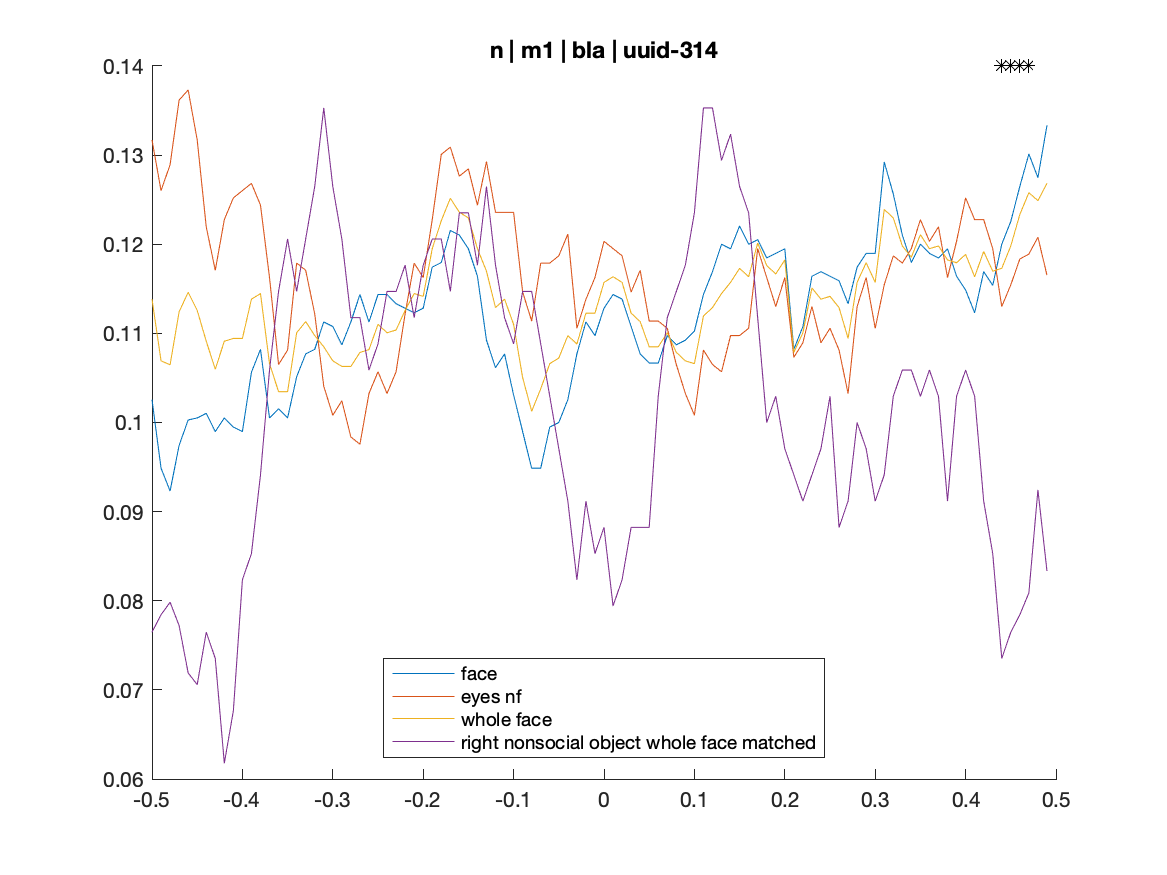 n | m1 | bla | uuid-314
0.14
0.13
0.12
0.11
0.1
0.09
0.08
0.07
0.06
face
eyes nf
whole face
right nonsocial object whole face matched
-0.5 -0.4 -0.3 -0.2 -0.1 0 0.1 0.2 0.3 0.4 0.5